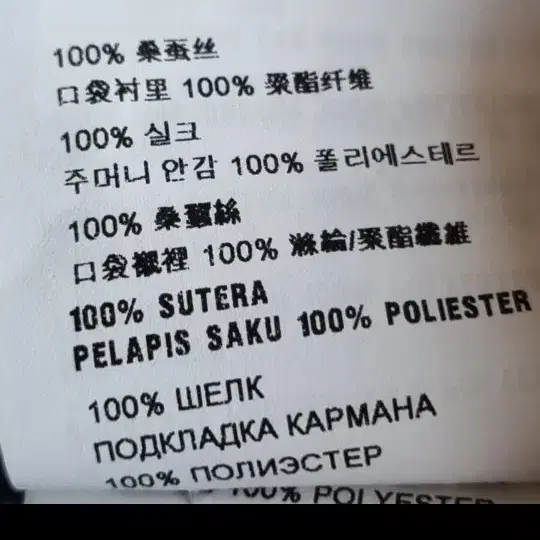 100% 桑蚕丝
口袋衬里 100% 聚酯纤维
100% 실크
주머니 안감 100% 폴리에스테르
100% 桑蠶絲
口袋襯裡 100% 滌綸/聚酯纖維
100% SUTERA
PELAPIS SAKU 100% POLIESTER
100% ШЕЛК
ПОДКЛАДКА КАРМАНА
100% ПОЛИЭСТЕР
100% POLYESTER